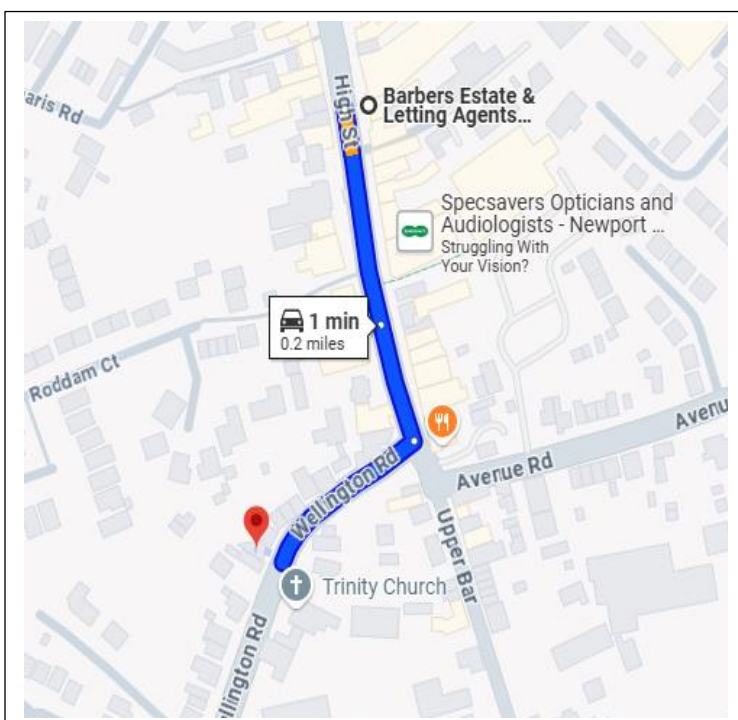 High St
Barbers Estate &
Letting Agents...
aris Rd
Specsavers Opticians and
Audiologists - Newport ...
Struggling With
Your Vision?
1 min
0.2 miles
Roddam Ct
Avenu
Avenue Rd
Wellington Rd
Upper Bar
Trinity Church
llington Rd